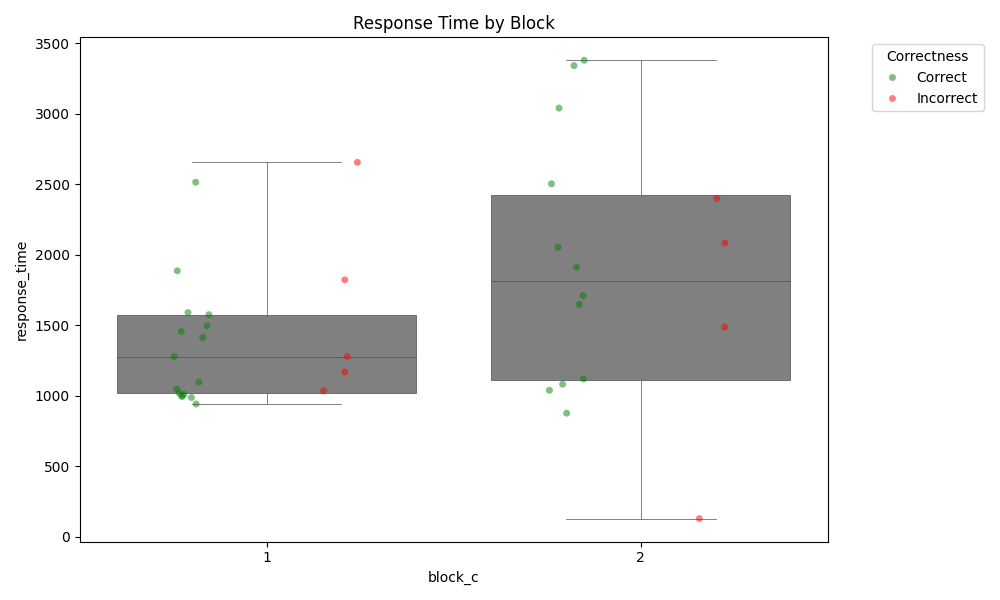 Response Time by Block
Correctness
Correct
Incorrect
response_time
3500
3000
2500
2000
1500
1000
500
0
1
2
block_c